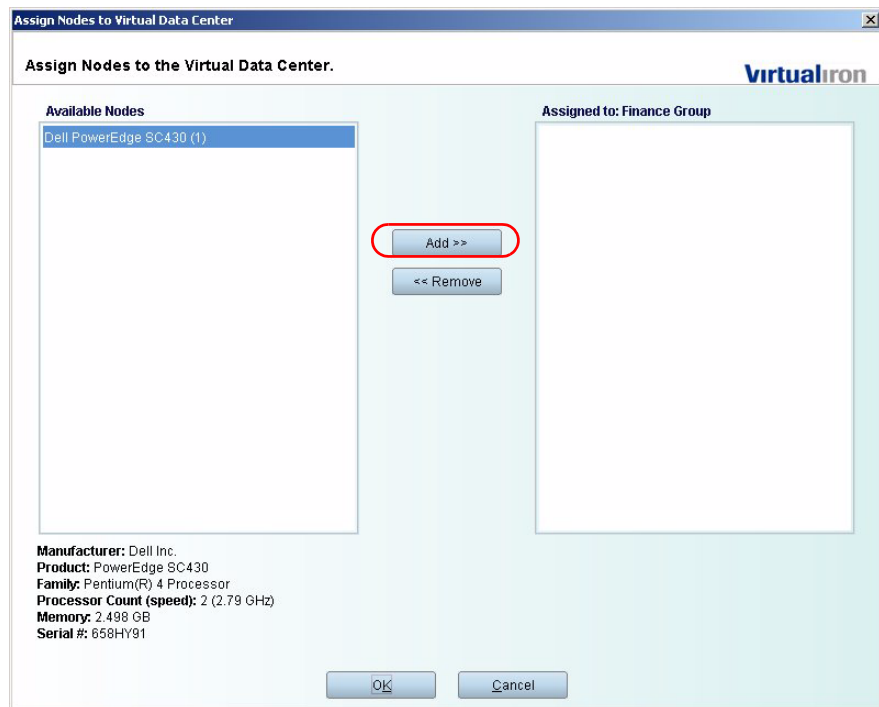 Assign Nodes to Virtual Data Center
Assign Nodes to the Virtual Data Center.
Virtualiron
Available Nodes
Assigned to: Finance Group
Dell PowerEdge SC430 (1)
Add >>
<< Remove
Manufacturer: Dell Inc.
Product: PowerEdge SC430
Family: Pentium(R) 4 Processor
Processor Count (speed): 2 (2.79 GHz)
Memory: 2.498 GB
Serial #: 658HY91
OK
Cancel